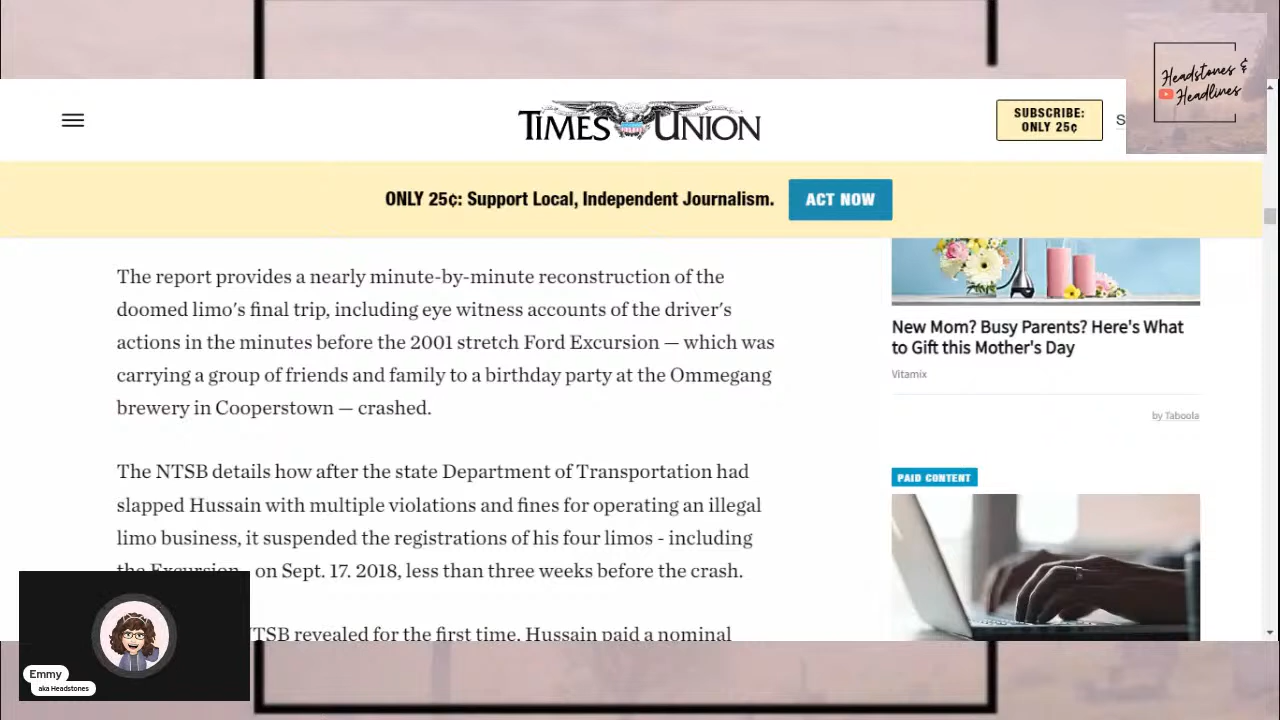 Headstones &
Headlines
TIMES UNION
SUBSCRIBE:
ONLY 25¢
S
ONLY 25¢: Support Local, Independent Journalism.
ACT NOW
The report provides a nearly minute-by-minute reconstruction of the
doomed limo's final trip, including eye witness accounts of the driver's
actions in the minutes before the 2001 stretch Ford Excursion — which was
carrying a group of friends and family to a birthday party at the Ommegang
brewery in Cooperstown — crashed.
The NTSB details how after the state Department of Transportation had
slapped Hussain with multiple violations and fines for operating an illegal
limo business, it suspended the registrations of his four limos - including
the Excursion - on Sept. 17. 2018, less than three weeks before the crash.
NTSB revealed for the first time, Hussain paid a nominal
New Mom? Busy Parents? Here's What
to Gift this Mother's Day
Vitamix
by Taboola
PAID CONTENT
Emmy
aka Headstones